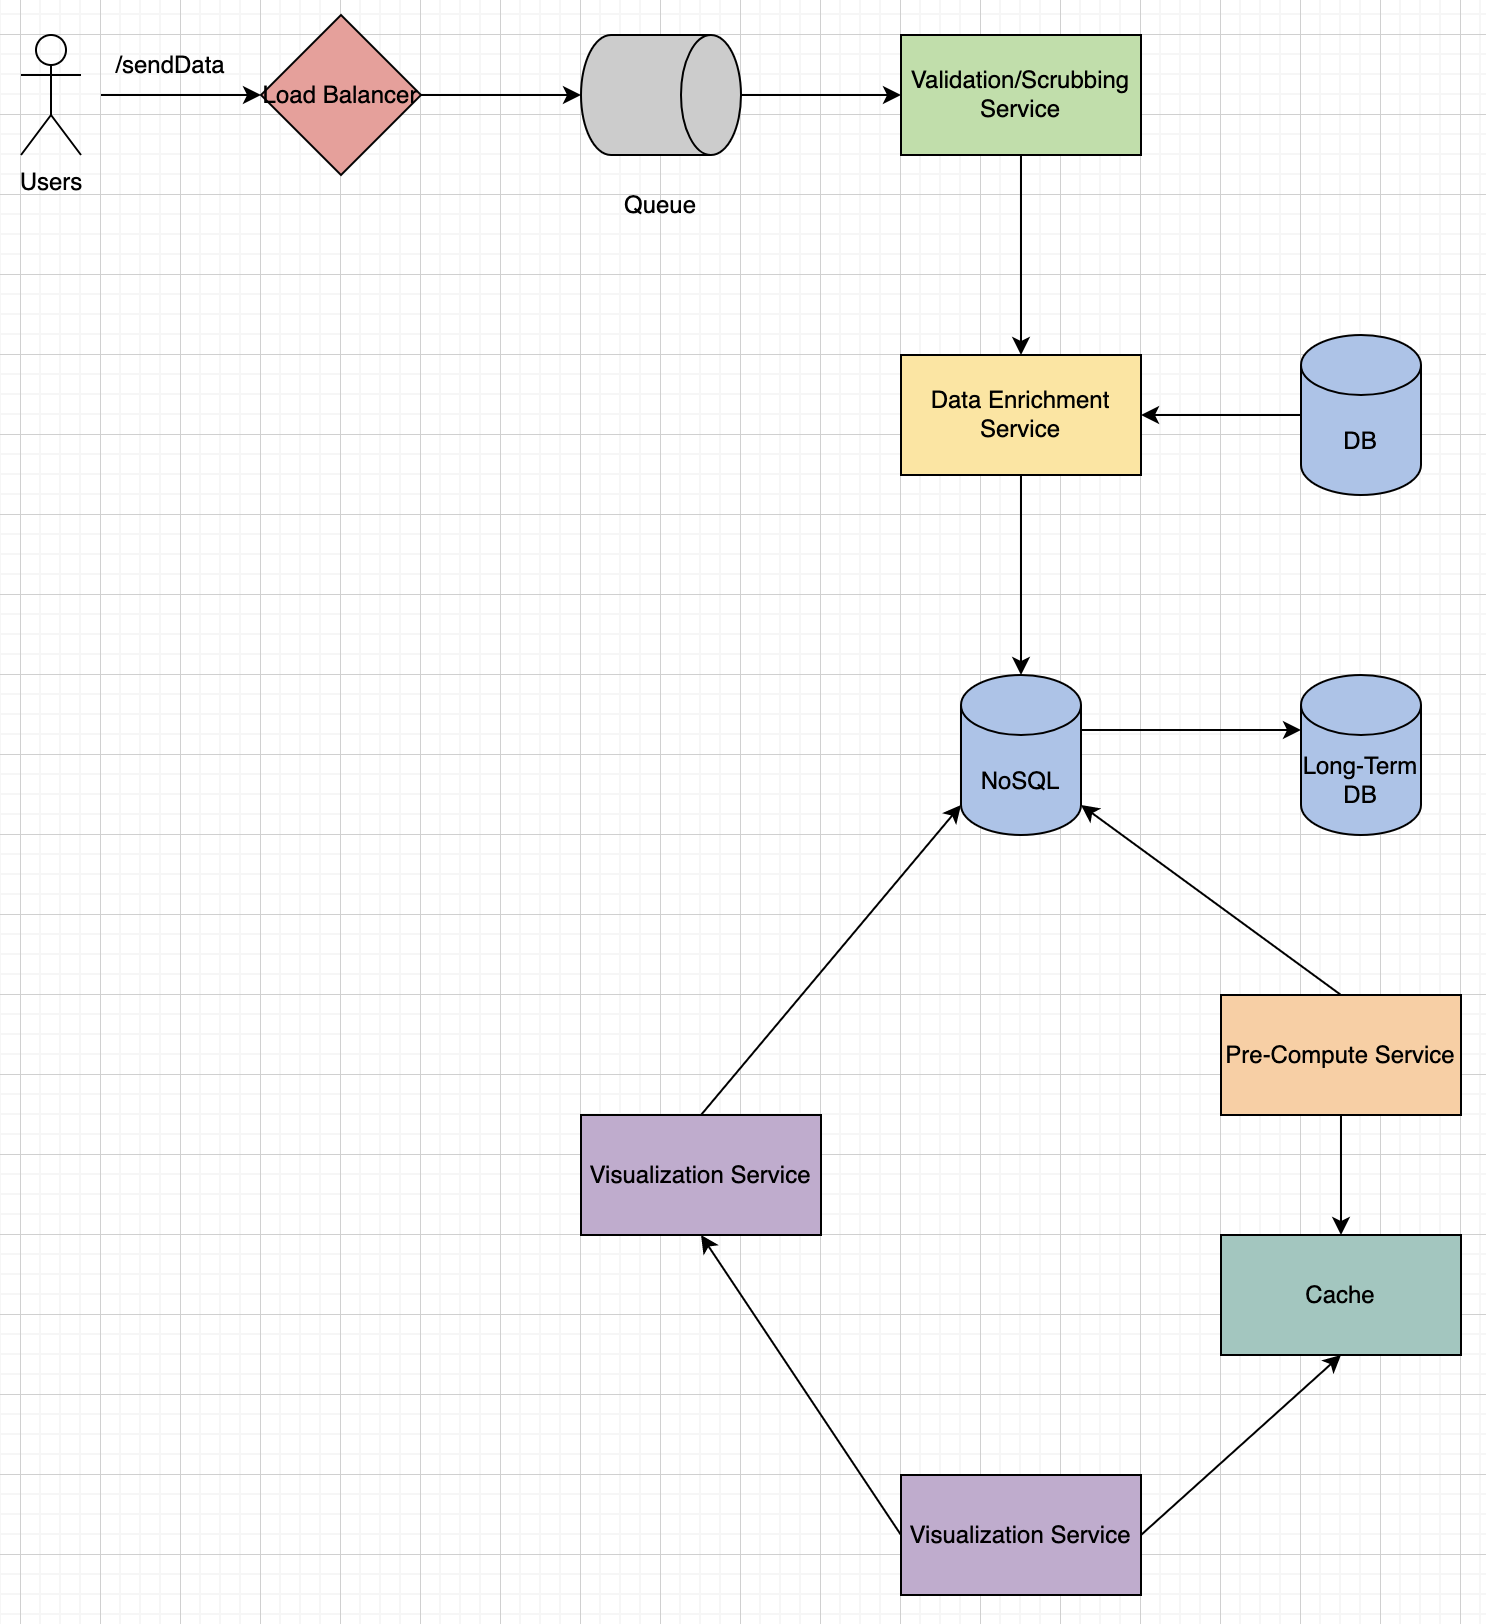 /sendData
Load Balancer
Users
Queue
Validation/Scrubbing
Service
Data Enrichment
Service
DB
NoSQL
Long-Term
DB
Pre-Compute Service
Visualization Service
Cache
Visualization Service